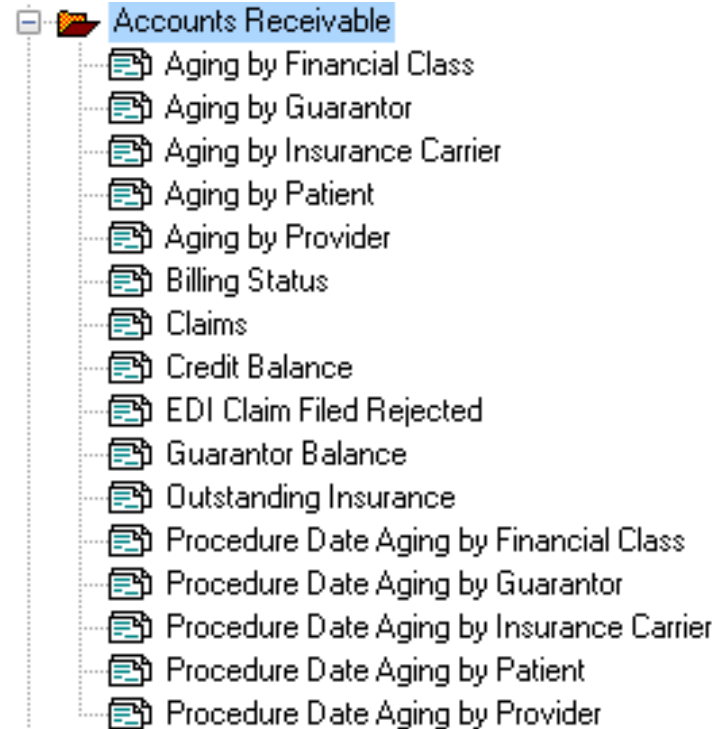 Accounts Receivable
Aging by Financial Class
Aging by Guarantor
Aging by Insurance Carrier
Aging by Patient
Aging by Provider
Billing Status
Claims
Credit Balance
EDI Claim Filed Rejected
Guarantor Balance
Outstanding Insurance
Procedure Date Aging by Financial Class
Procedure Date Aging by Guarantor
Procedure Date Aging by Insurance Carrier
Procedure Date Aging by Patient
Procedure Date Aging by Provider